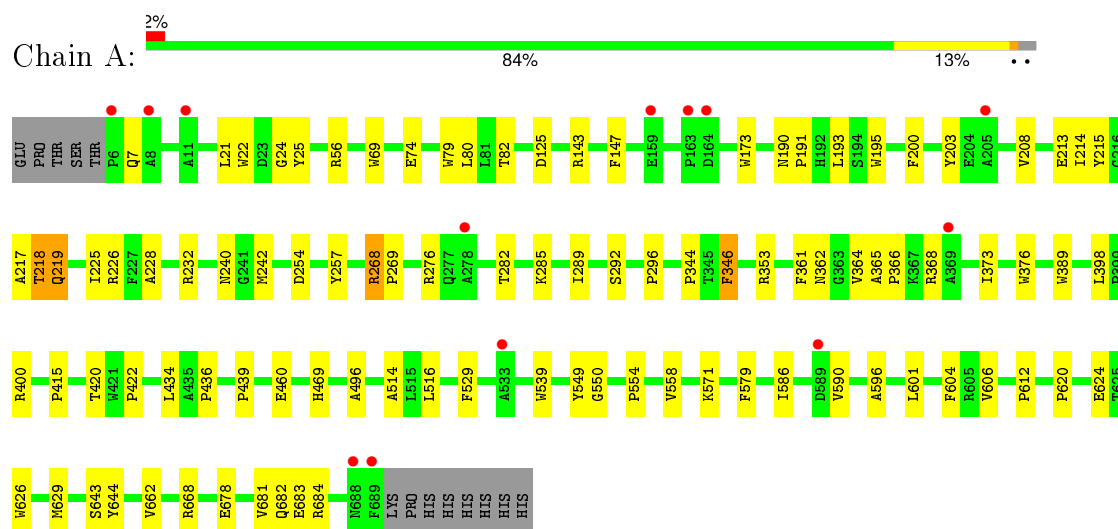 2%
Chain A:
84% 13% • •
GLU PRO THR SER THR P6 Q7 A8 A11 L21 W22 D23 G24 Y25 R56 W69 E74 W79 L80 L81 T82 D125 R143 F147 E159 P163 D164 W173 N190 P191 H192 L193 S194 W195 F200 Y203 E204 A205 V208 E213 I214 Y215 G216
A217 T218 Q219 I225 R226 F227 A228 R232 N240 G241 M242 D254 Y257 R268 P269 R276 Q277 A278 T282 K285 I289 S292 P296 P344 T345 F346 R353 F361 N362 G363 V364 A365 P366 K367 R368 A369 I373 W376 W389 L398 P399
R400 P415 T420 W421 P422 L434 A435 P436 P439 E460 H469 A496 A514 L515 L516 F529 A533 W539 Y549 G550 P554 V558 K571 F579 I586 D589 V590 A596 L601 F604 R605 V606 P612 P620 E624 T625
W626 M629 S643 Y644 V662 R668 E678 V681 Q682 E683 R684 N688 F689 LYS PRO HIS HIS HIS HIS HIS HIS